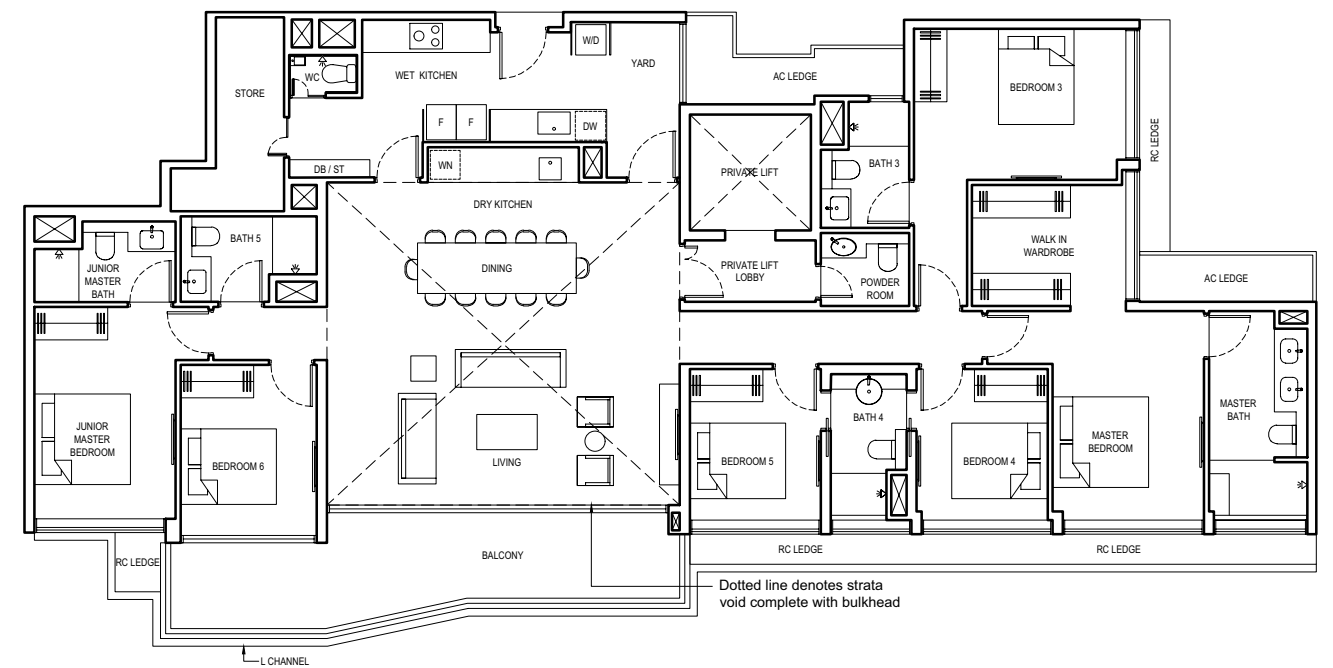 W/D
YARD
WET KITCHEN
WC
STORE
AC LEDGE
BEDROOM 3
F
F
DW
RC LEDGE
DB / ST
WN
PRIVATE LIFT
BATH 3
DRY KITCHEN
BATH 5
JUNIOR
MASTER
BATH
DINING
PRIVATE LIFT
LOBBY
POWDER
ROOM
WALK IN
WARDROBE
AC LEDGE
JUNIOR
MASTER
BEDROOM
BEDROOM 6
LIVING
BEDROOM 5
BATH 4
BEDROOM 4
MASTER
BEDROOM
MASTER
BATH
RC LEDGE
BALCONY
RC LEDGE
RC LEDGE
Dotted line denotes strata
void complete with bulkhead
L CHANNEL